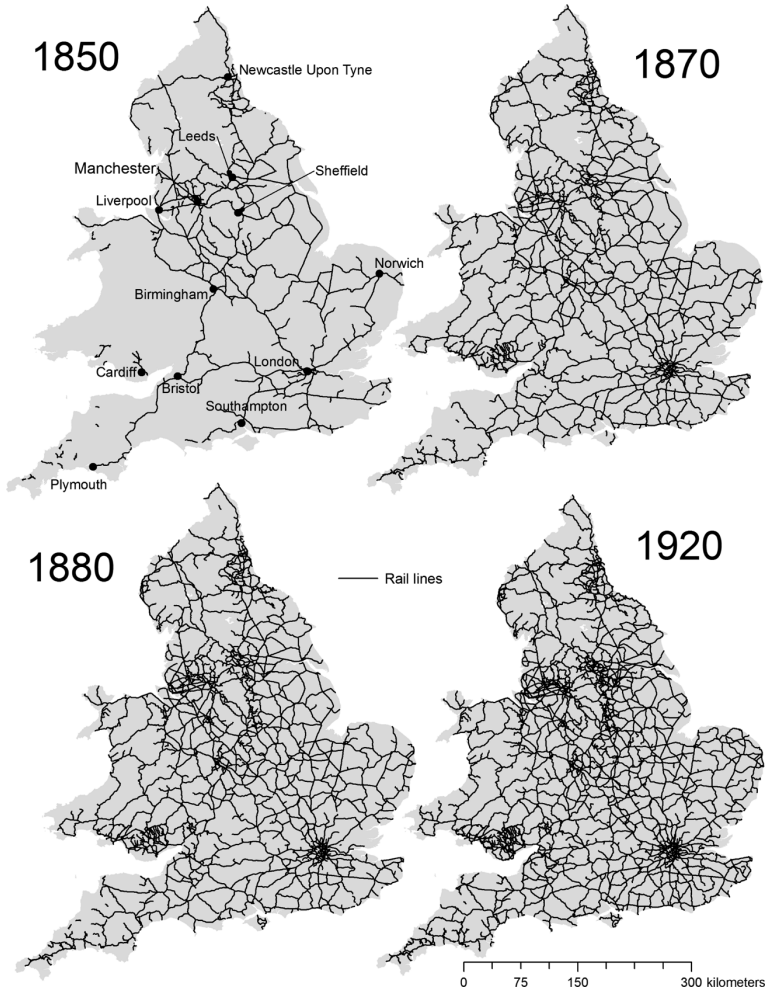 1850
Newcastle Upon Tyne
Leeds
Manchester
Sheffield
Liverpool
Norwich
Birmingham
London
Cardiff
Bristol
Southampton
Plymouth
1870
1880
Rail lines
1920
0 75 150 300 kilometers